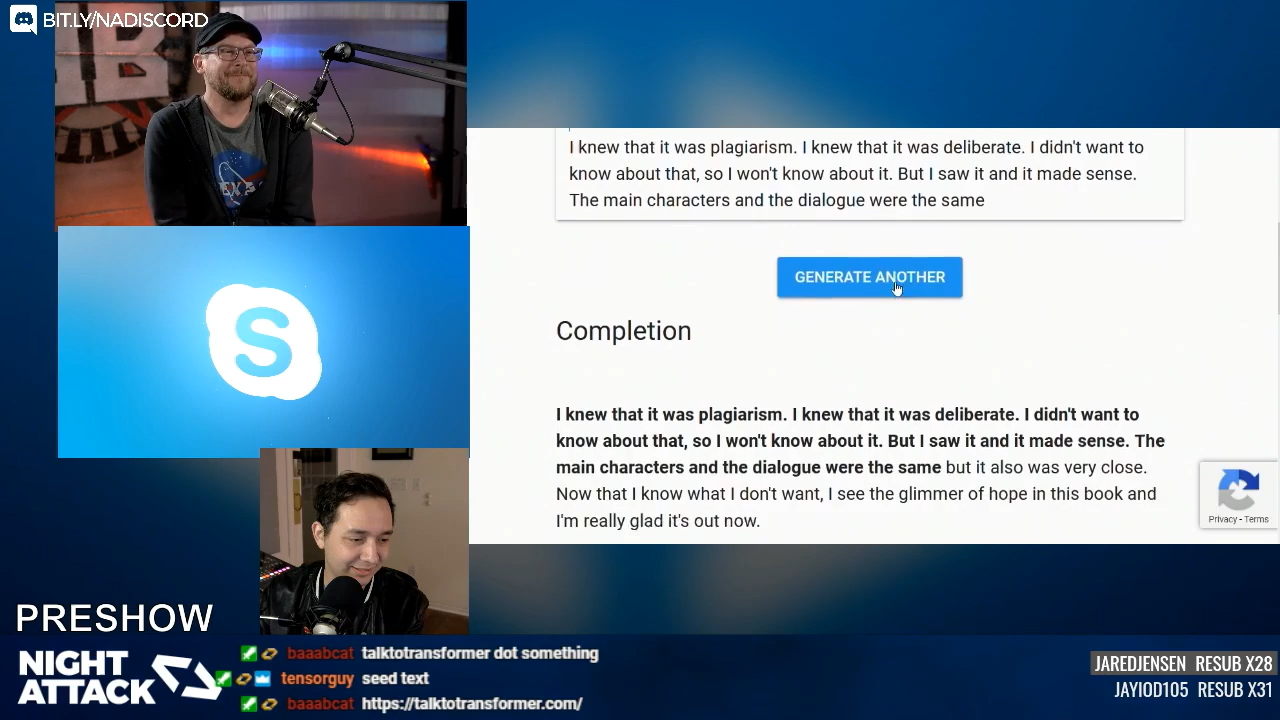 BIT.LY/NADISCORD
I knew that it was plagiarism. I knew that it was deliberate. I didn't want to
know about that, so I won't know about it. But I saw it and it made sense.
The main characters and the dialogue were the same
GENERATE ANOTHER
Completion
I knew that it was plagiarism. I knew that it was deliberate. I didn't want to
know about that, so I won't know about it. But I saw it and it made sense. The
main characters and the dialogue were the same but it also was very close.
Now that I know what I don't want, I see the glimmer of hope in this book and
I'm really glad it's out now.
Privacy - Terms
S
PRESHOW
NIGHT
ATTACK
baaabcat talktotransformer dot something
tensorguy seed text
baaabcat https://talktotransformer.com/
JAREDJENSEN RESUB X28
JAYIOD105 RESUB X31